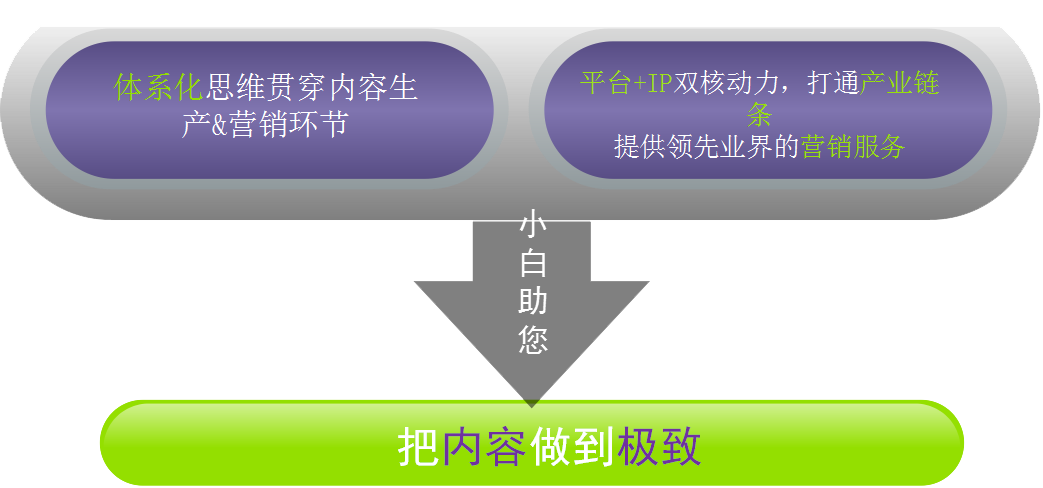 体系化思维贯穿内容生
产&营销环节
平台+IP双核动力，打通产业链
条
提供领先业界的营销服务
小
白
助
您
把内容做到极致